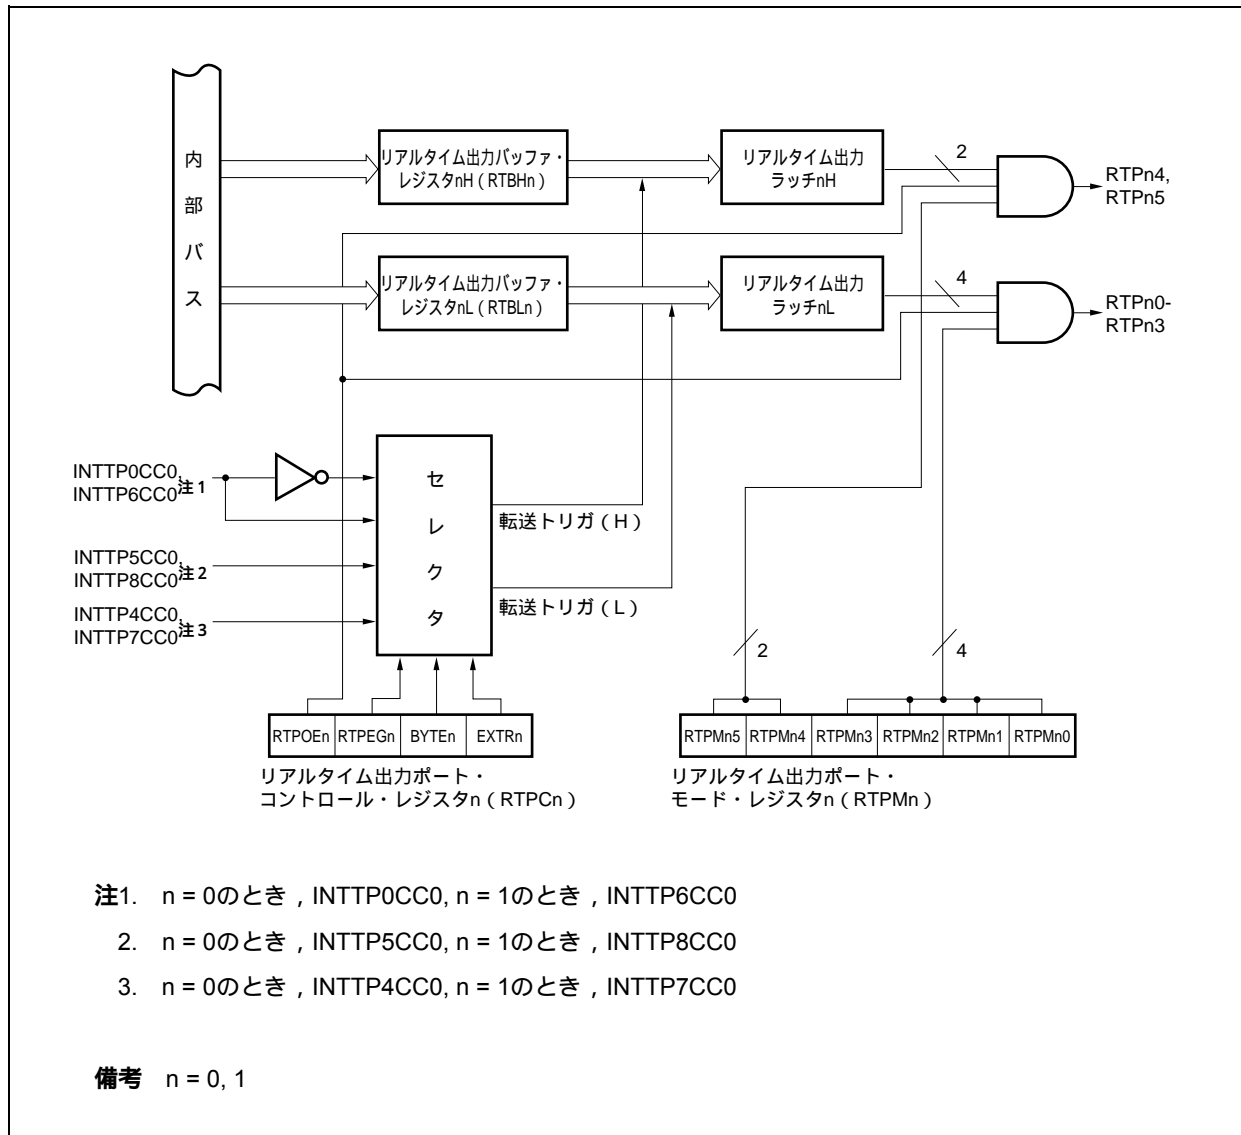 内
部
バ
ス
リアルタイム出力バッファ・
レジスタnH(RTBHn)
リアルタイム出力
ラッチnH
2
RTPn4,
RTPn5
リアルタイム出力バッファ・
レジスタnL(RTBLn)
リアルタイム出力
ラッチnL
4
RTPn0-
RTPn3
INTTP0CC0,
INTTP6CC0注1
INTTP5CC0,
INTTP8CC0注2
INTTP4CC0,
INTTP7CC0注3
セ
レ
ク
タ
転送トリガ(H)
転送トリガ(L)
2
4
RTPOEn RTPEGn BYTEn EXTRn
リアルタイム出力ポート・
コントロール・レジスタn(RTPCn)
RTPMn5 RTPMn4 RTPMn3 RTPMn2 RTPMn1 RTPMn0
リアルタイム出力ポート・
モード・レジスタn(RTPMn)
注1. n = 0のとき,INTTP0CC0, n = 1のとき,INTTP6CC0
2. n = 0のとき,INTTP5CC0, n = 1のとき,INTTP8CC0
3. n = 0のとき,INTTP4CC0, n = 1のとき,INTTP7CC0
備考 n = 0, 1